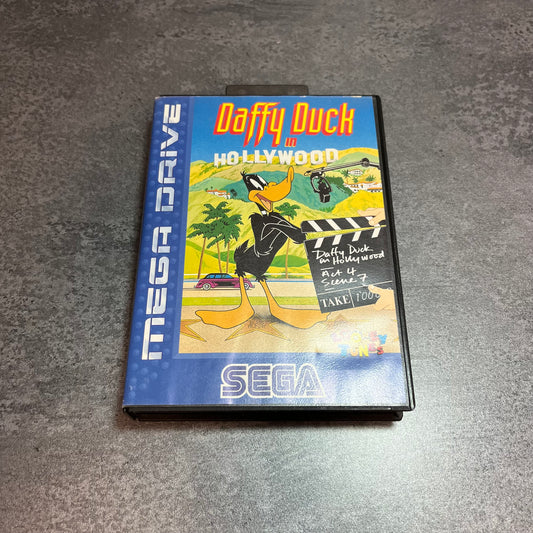 Daffy Duck
in
HOLLYWOOD
MEGA DRIVE
Daffy Duck
in Hollywood
Act 4
Scene 7
TAKE 1000
SEGA